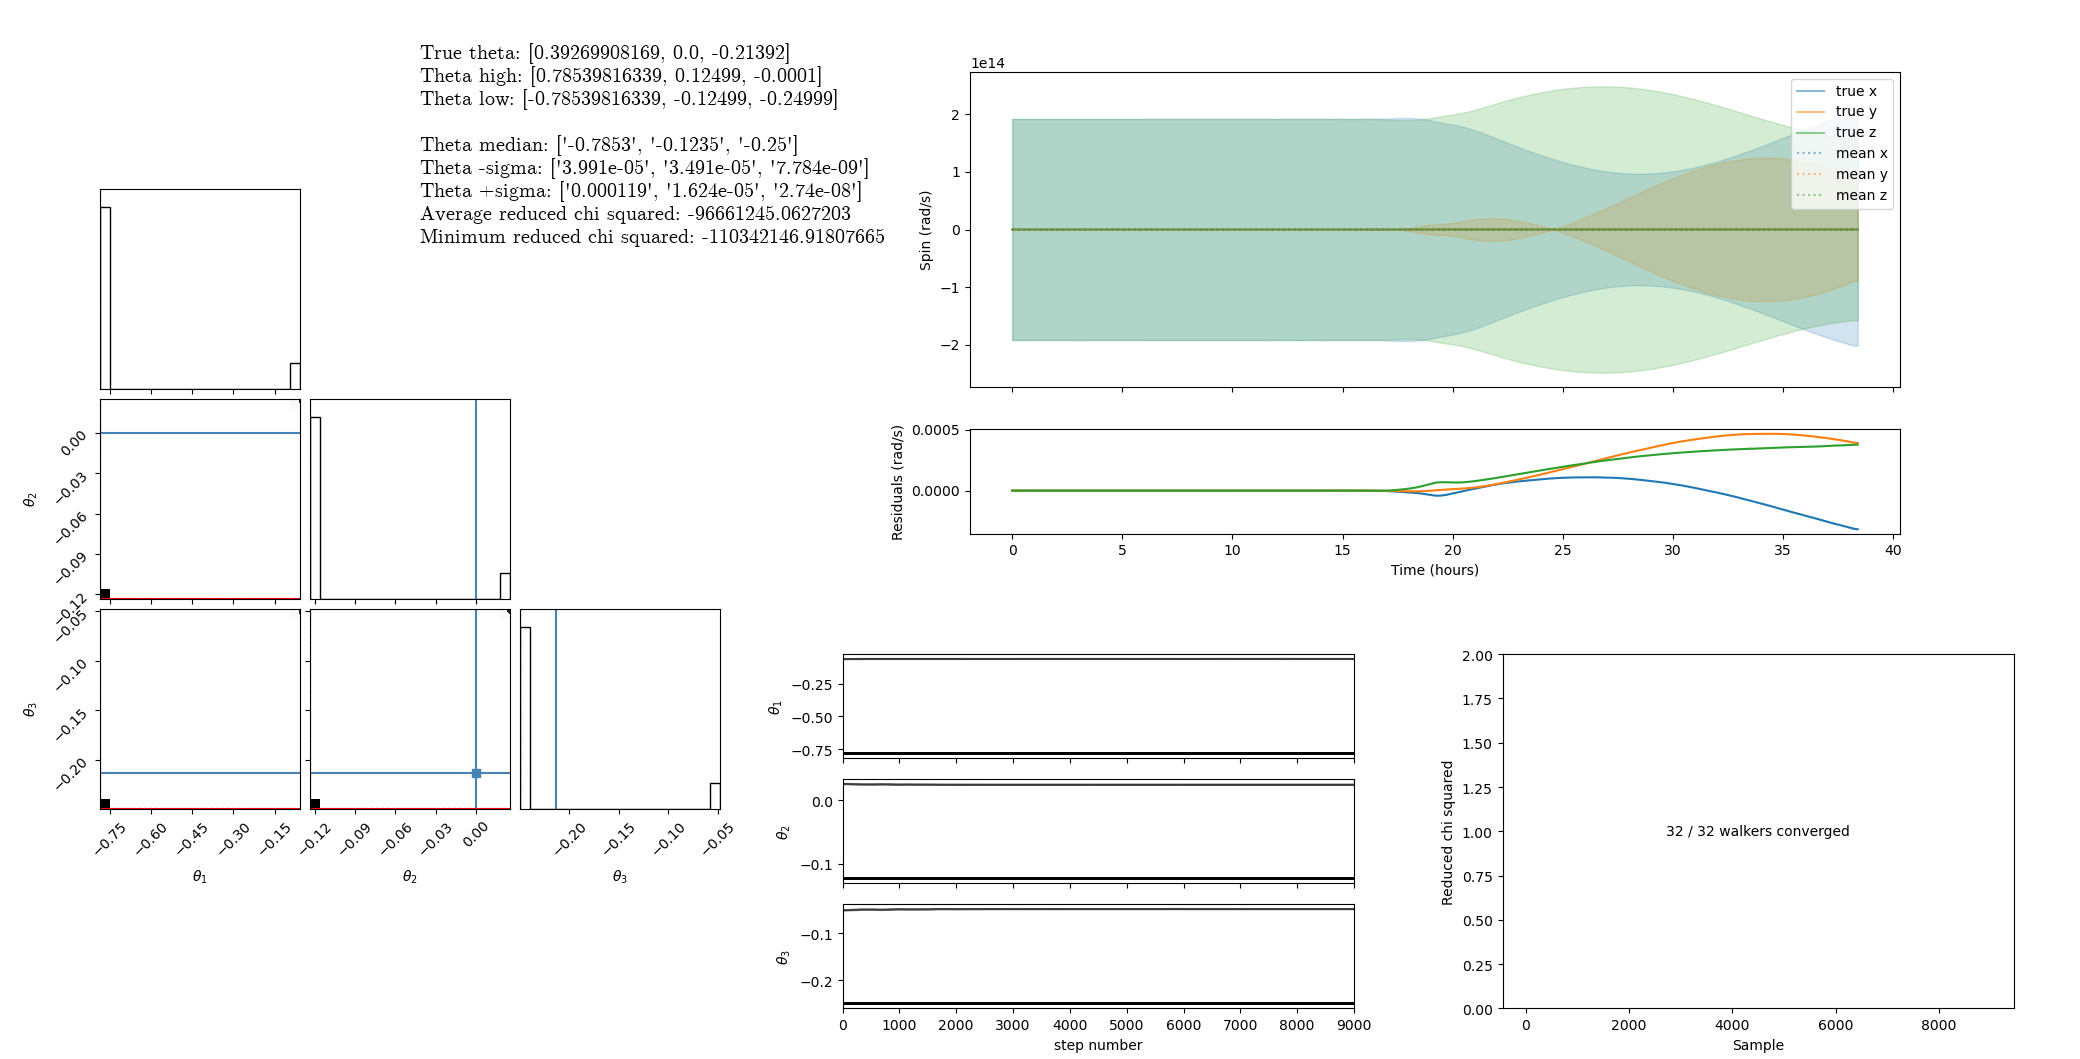 True theta: [0.39269908169, 0.0, -0.21392]
Theta high: [0.78539816339, 0.12499, -0.0001]
Theta low: [-0.78539816339, -0.12499, -0.24999]
Theta median: ['-0.7853', '-0.1235', '-0.25']
Theta -sigma: ['3.991e-05', '3.491e-05', '7.784e-09']
Theta +sigma: ['0.000119', '1.624e-05', '2.74e-08']
Average reduced chi squared: -96661245.0627203
Minimum reduced chi squared: -110342146.91807665
θ2
0.00
−0.03
−0.06
−0.09
−0.12
θ3
−0.05
−0.10
−0.15
−0.20
−0.75
−0.60
−0.45
−0.30
−0.15
θ1
−0.12
−0.09
−0.06
−0.03
0.00
θ2
−0.20
−0.15
−0.10
−0.05
θ3
1e14
Spin (rad/s)
2
1
0
−1
−2
true x
true y
true z
mean x
mean y
mean z
Residuals (rad/s)
0.0005
0.0000
0
5
10
15
20
25
30
35
40
Time (hours)
θ1
−0.25
−0.50
−0.75
θ2
0.0
−0.1
θ3
−0.1
−0.2
0
1000
2000
3000
4000
5000
6000
7000
8000
9000
step number
Reduced chi squared
2.00
1.75
1.50
1.25
1.00
0.75
0.50
0.25
0.00
32 / 32 walkers converged
0
2000
4000
6000
8000
Sample